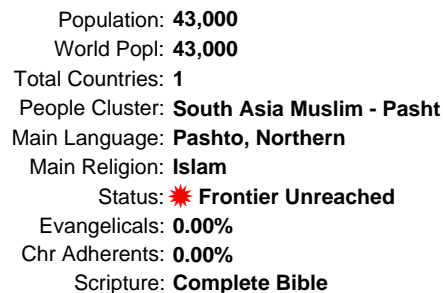 Population: 43,000
World Popl: 43,000
Total Countries: 1
People Cluster: South Asia Muslim - Pasht
Main Language: Pashto, Northern
Main Religion: Islam
Status: Frontier Unreached
Evangelicals: 0.00%
Chr Adherents: 0.00%
Scripture: Complete Bible